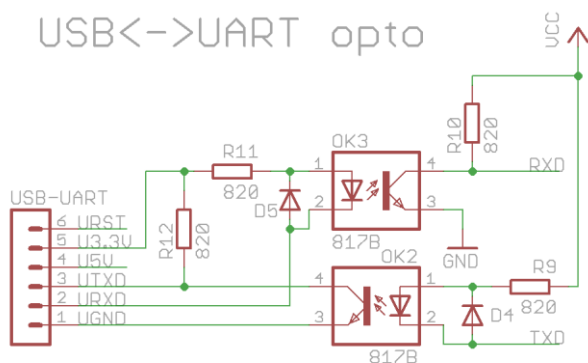 USB<->UART opto
VCC
R10
820
R11
820
OK3
1
4
RXD
2
3
D5
817B
GND
USB-UART
6 URST
5 U3.3V
4 U5V
3 UTXD
2 URXD
1 UGND
R12
820
OK2
4
1
3
2
817B
R9
820
D4
TXD